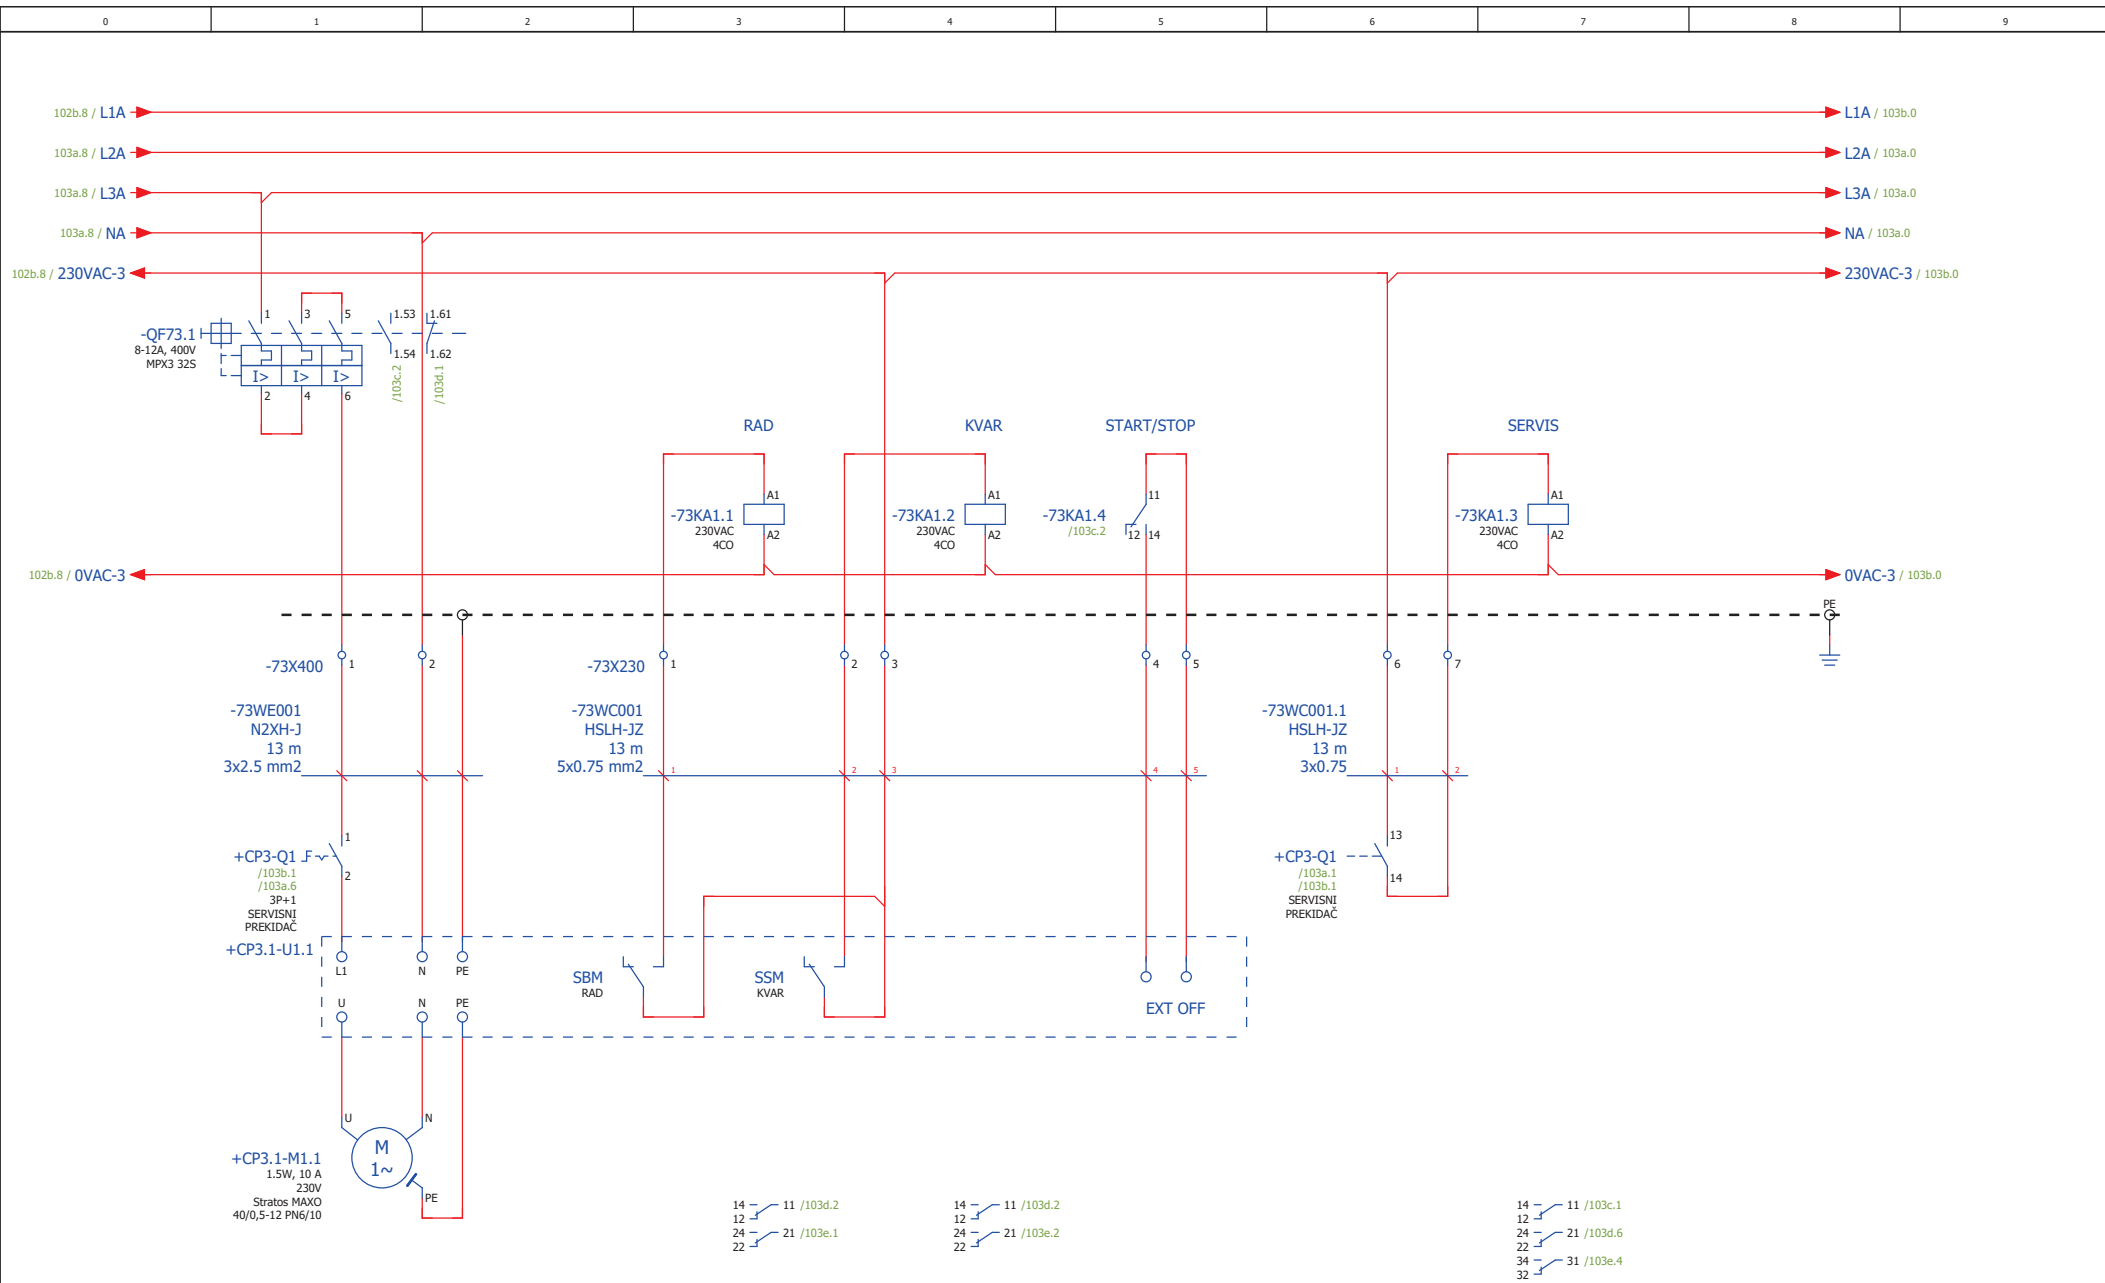 0 1 2 3 4 5 6 7 8 9
102b.8 / L1A
L1A / 103b.0
103a.8 / L2A
L2A / 103a.0
103a.8 / L3A
L3A / 103a.0
103a.8 / NA
NA / 103a.0
102b.8 / 230VAC-3
230VAC-3 / 103b.0
1 3 5 1.53 1.61
-QF73.1
8-12A, 400V
MPX3 32S
1.54 1.62
I> I> I>
2 4 6
/103c.2
/103d.1
RAD
KVAR
START/STOP
SERVIS
A1
-73KA1.1
230VAC
4CO
A2
A1
-73KA1.2
230VAC
4CO
A2
11
-73KA1.4
/103c.2
12 14
A1
-73KA1.3
230VAC
4CO
A2
102b.8 / 0VAC-3
0VAC-3 / 103b.0
PE
-73X400 1 2
-73X230 1 2 3 4 5 6 7
-73WE001
N2XH-J
13 m
3x2.5 mm2
-73WC001
HSLH-JZ
13 m
5x0.75 mm2
1 2 3 4 5
-73WC001.1
HSLH-JZ
13 m
3x0.75
1 2
1
+CP3-Q1
/103b.1
/103a.6
2
3P+1
SERVISNI
PREKIDAČ
13
+CP3-Q1
/103a.1
/103b.1
14
SERVISNI
PREKIDAČ
+CP3.1-U1.1
L1 N PE
U N PE
SBM
RAD
SSM
KVAR
EXT OFF
U N
M
1~
PE
+CP3.1-M1.1
1.5W, 10 A
230V
Stratos MAXO
40/0,5-12 PN6/10
14 11 /103d.2
12
24 21 /103e.1
22
14 11 /103d.2
12
24 21 /103e.2
22
14 11 /103c.1
12
24 21 /103d.6
22
34 31 /103e.4
32